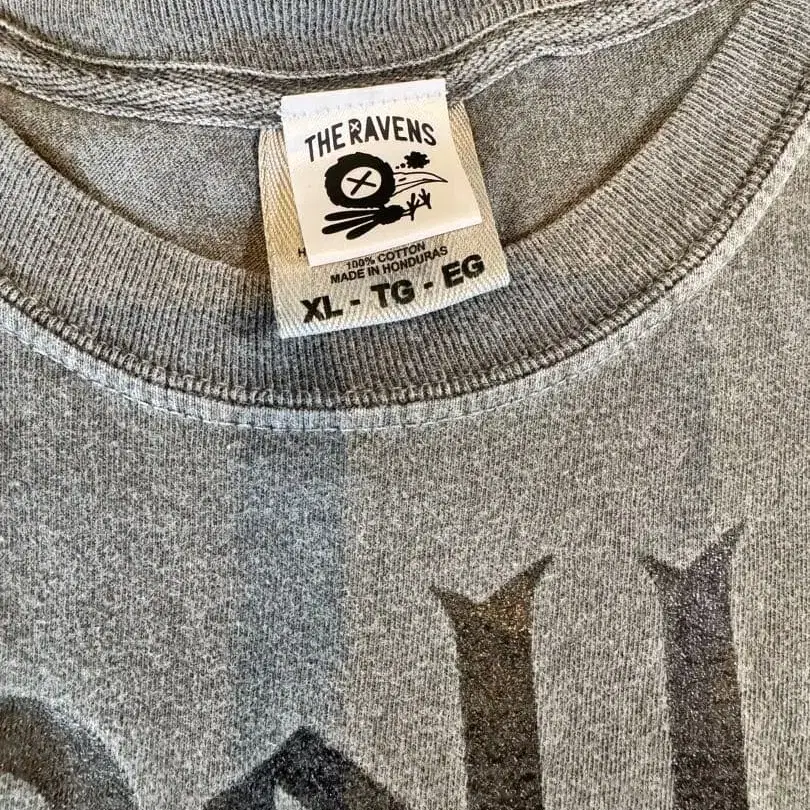 THE RAVENS
100% COTTON
MADE IN HONDURAS
XL - TG - EG